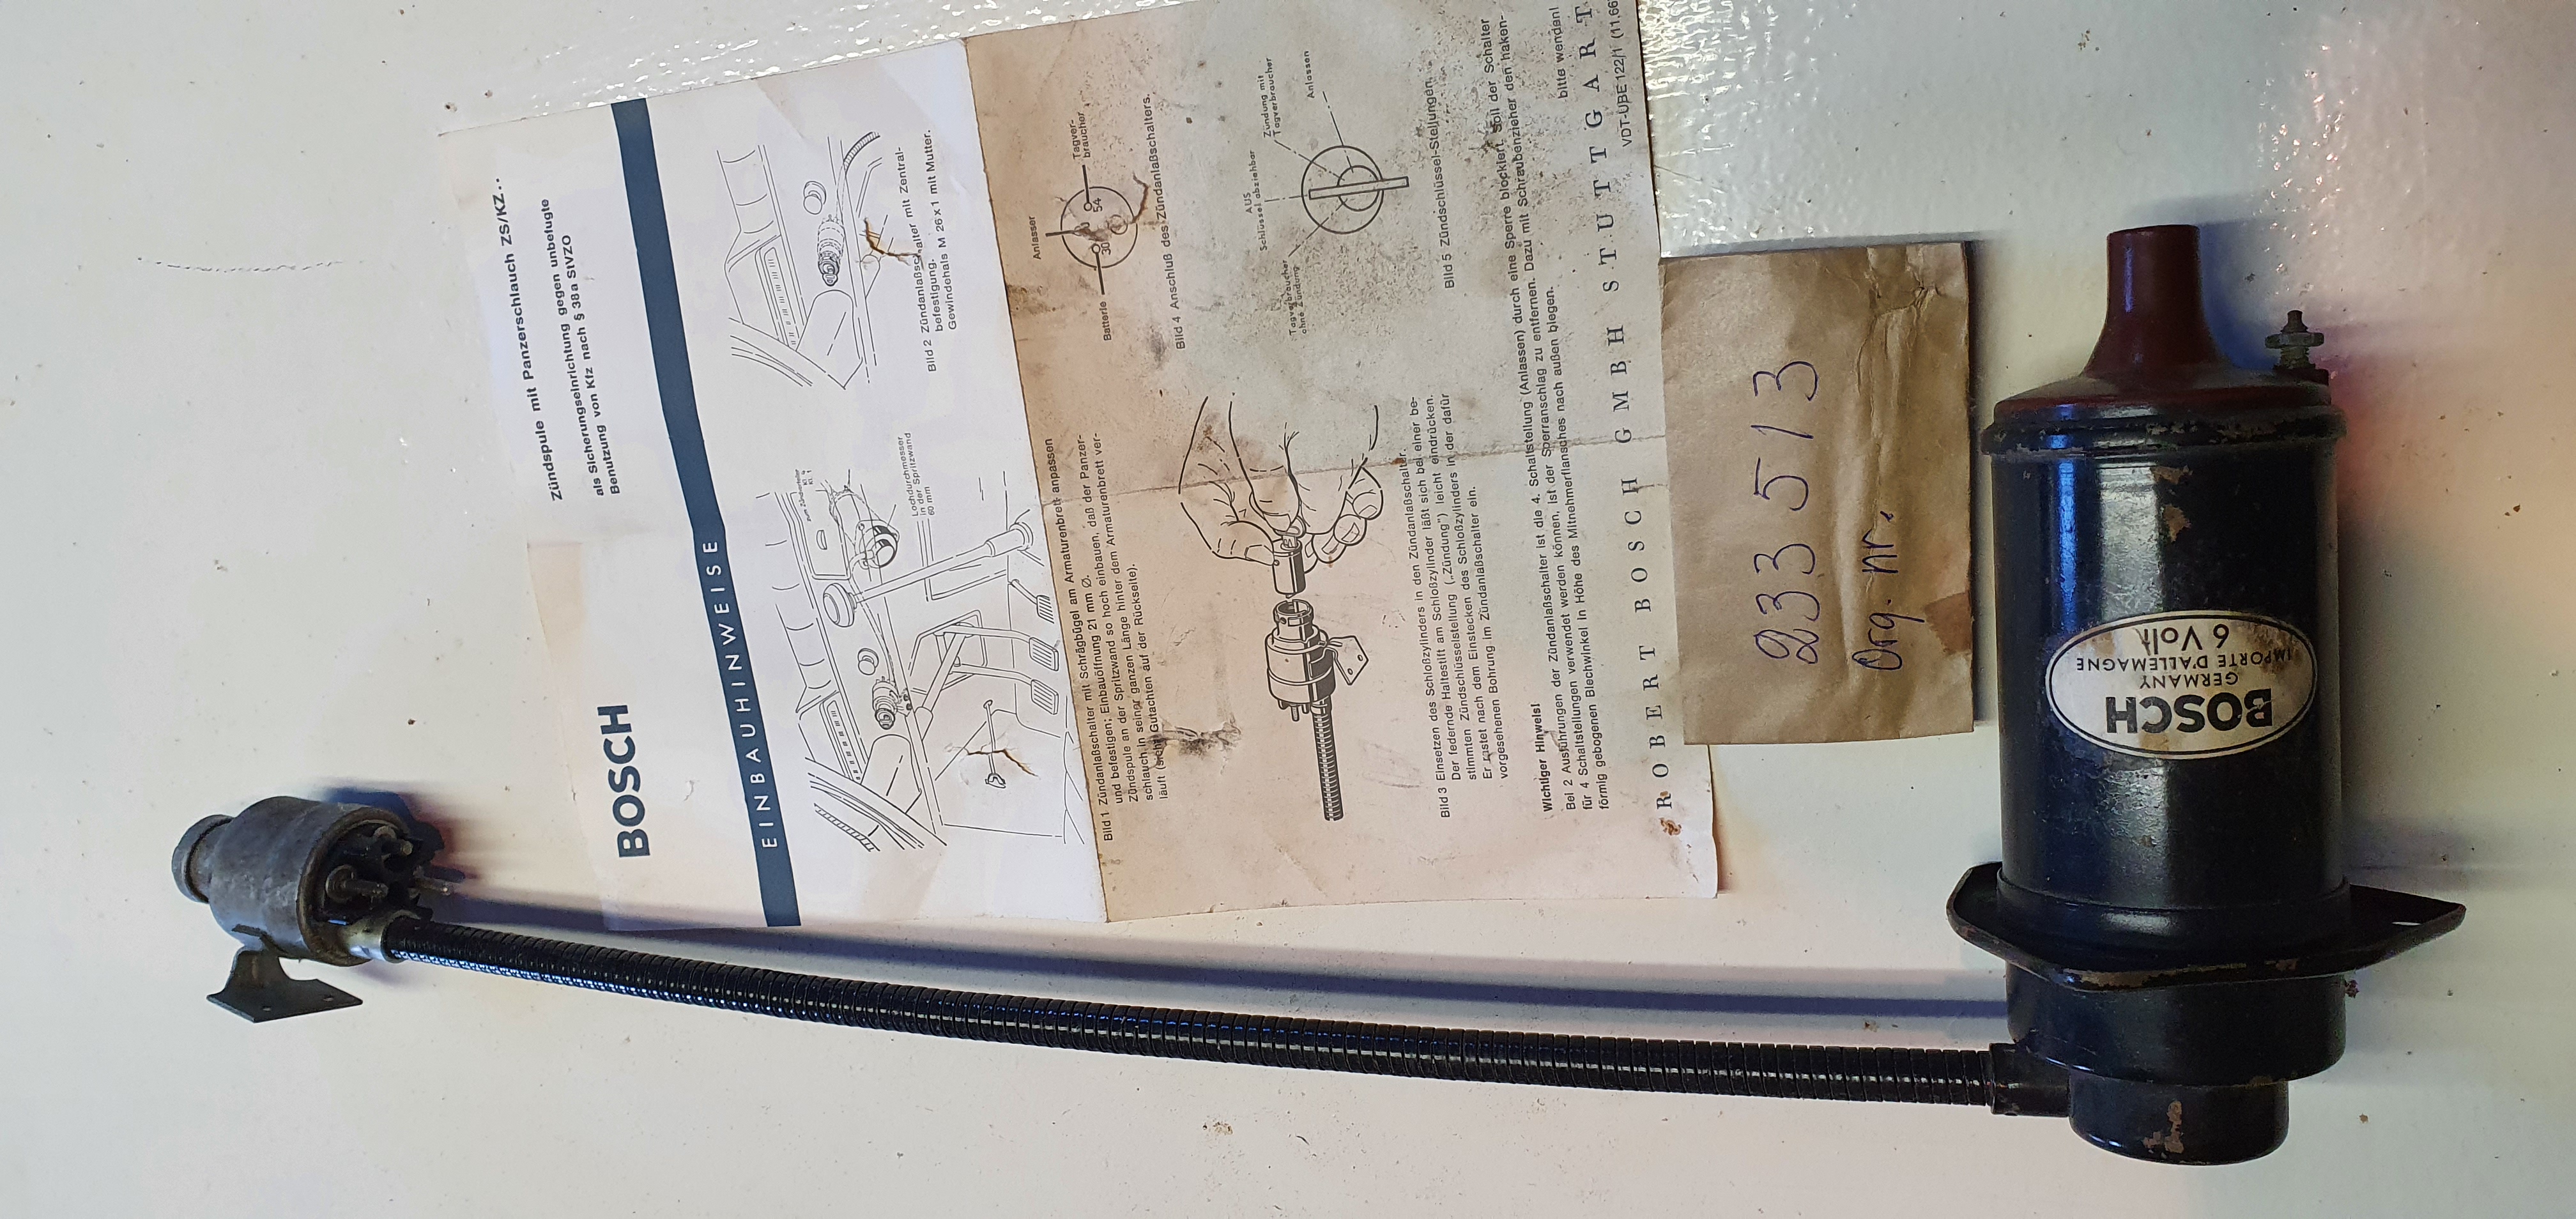 BOSCH
Zündspule mit Panzerschlauch ZS/KZ..
als Sicherungseinrichtung gegen unbefugte
Benutzung von Kfz nach § 38a StVZO
EINBAUHINWEISE
Lochdurchmesser
in der Spritzwand
60 mm
Bild 2 Zündanlaßschalter mit Zentral-
befestigung.
Gewindehals M 26 x 1 mit Mutter.
Bild 1 Zündanlaßschalter mit Schrägbügel am Armaturenbrett anpassen
und befestigen; Einbauöffnung 21 mm Ø.
Zündspule an der Spritzwand so hoch einbauen, daß der Panzer-
schlauch in seiner ganzen Länge hinter dem Armaturenbrett ver-
läuft (siehe Gutachten auf der Rückseite).
Anlasser
Batterie
Tagver-
braucher
30
54
Bild 4 Anschluß des Zündanlaßschalters.
AUS
Schlüssel abziehbar
Zündung mit
Tagverbraucher
Anlassen
Tagverbraucher
ohne Zündung
Bild 5 Zündschlüssel-Stellungen.
Bild 3 Einsetzen des Schloßzylinders in den Zündanlaßschalter.
Der federnde Haltestift am Schloßzylinder läßt sich bei einer be-
stimmten Zündschlüsselstellung („Zündung“) leicht eindrücken.
Er rastet nach dem Einstecken des Schloßzylinders in der dafür
vorgesehenen Bohrung im Zündanlaßschalter ein.
Wichtiger Hinweis!
Bei 2 Ausführungen der Zündanlaßschalter ist die 4. Schaltstellung (Anlassen) durch eine Sperre blockiert. Soll der Schalter
für 4 Schaltstellungen verwendet werden können, ist der Sperranschlag zu entfernen. Dazu mit Schraubenzieher den haken-
förmig gebogenen Blechwinkel in Höhe des Mitnehmerflansches nach außen biegen.
bitte wenden!
ROBERT BOSCH GMBH STUTTGART
VDT-UBE 122/1 (11.66
233513
Org. nr.
BOSCH
GERMANY
IMPORTE D'ALLEMAGNE
6 Volt